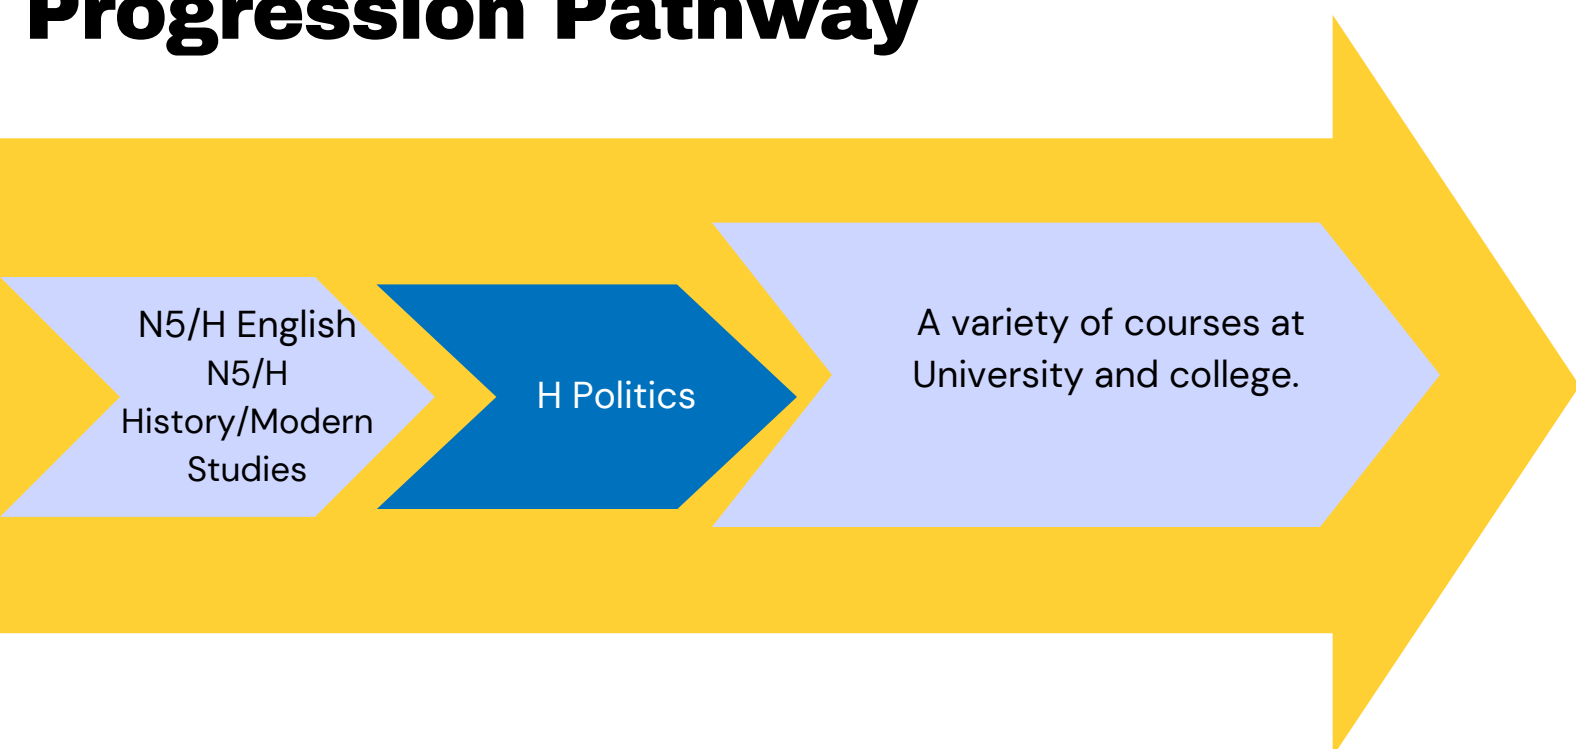 Progression Pathway
N5/H English
N5/H
History/Modern
Studies
H Politics
A variety of courses at
University and college.